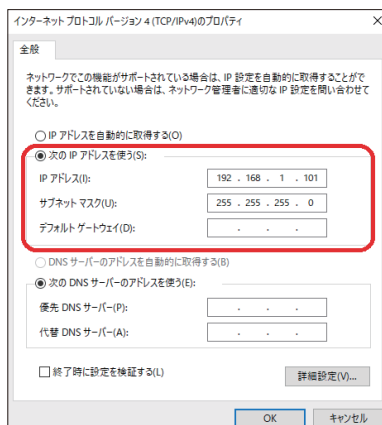 インターネット プロトコル バージョン 4 (TCP/IPv4)のプロパティ
全般
ネットワークでこの機能がサポートされている場合は、IP 設定を自動的に取得することがで
きます。サポートされていない場合は、ネットワーク管理者に適切な IP 設定を問い合わせて
ください。
IP アドレスを自動的に取得する(O)
次の IP アドレスを使う(S):
IP アドレス(I): 192 . 168 . 1 . 101
サブネット マスク(U): 255 . 255 . 255 . 0
デフォルト ゲートウェイ(D): . . .
DNS サーバーのアドレスを自動的に取得する(B)
次の DNS サーバーのアドレスを使う(E):
優先 DNS サーバー(P): . . .
代替 DNS サーバー(A): . . .
終了時に設定を検証する(L)
詳細設定(V)...
OK キャンセル